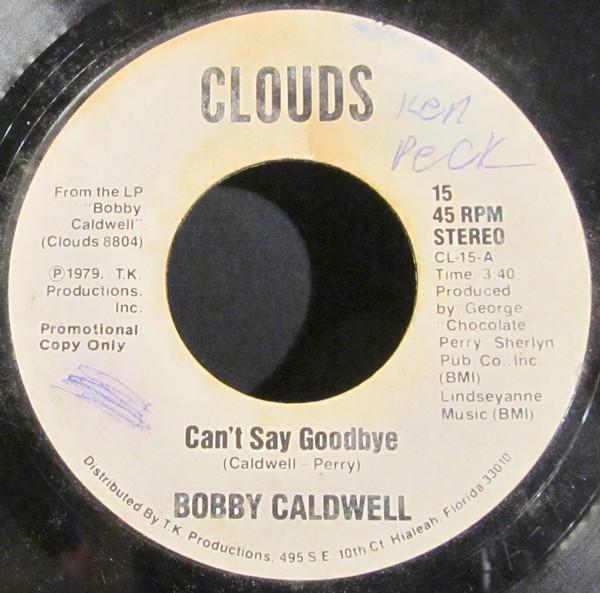 CLOUDS
Ken
Peck
From the LP
"Bobby
Caldwell"
(Clouds 8804)
℗1979. T.K.
Productions.
Inc.
Promotional
Copy Only
15
45 RPM
STEREO
CL-15-A
Time: 3:40
Produced
by: George
"Chocolate
Perry Sherlyn
Pub. Co., Inc.
(BMI)
Lindseyanne
Music (BMI)
Can't Say Goodbye
(Caldwell - Perry)
BOBBY CALDWELL
Distributed By T.K. Productions, 495 S.E. 10th Ct. Hialeah, Florida 33010